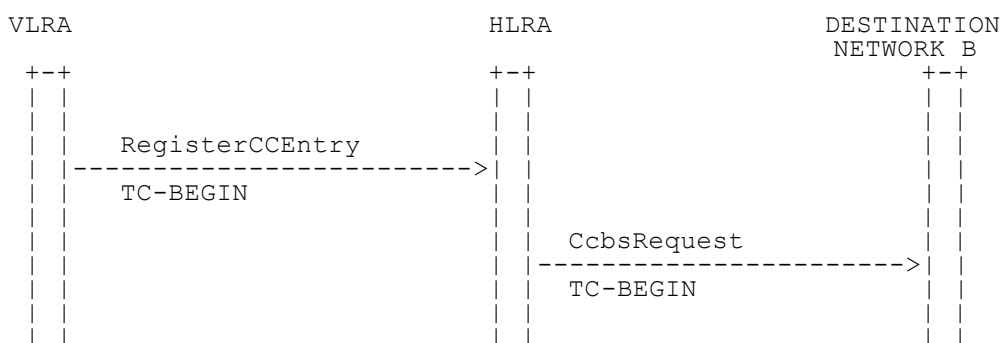 VLRA HLRA DESTINATION
NETWORK B
RegisterCCEntry
TC-BEGIN
CcbsRequest
TC-BEGIN